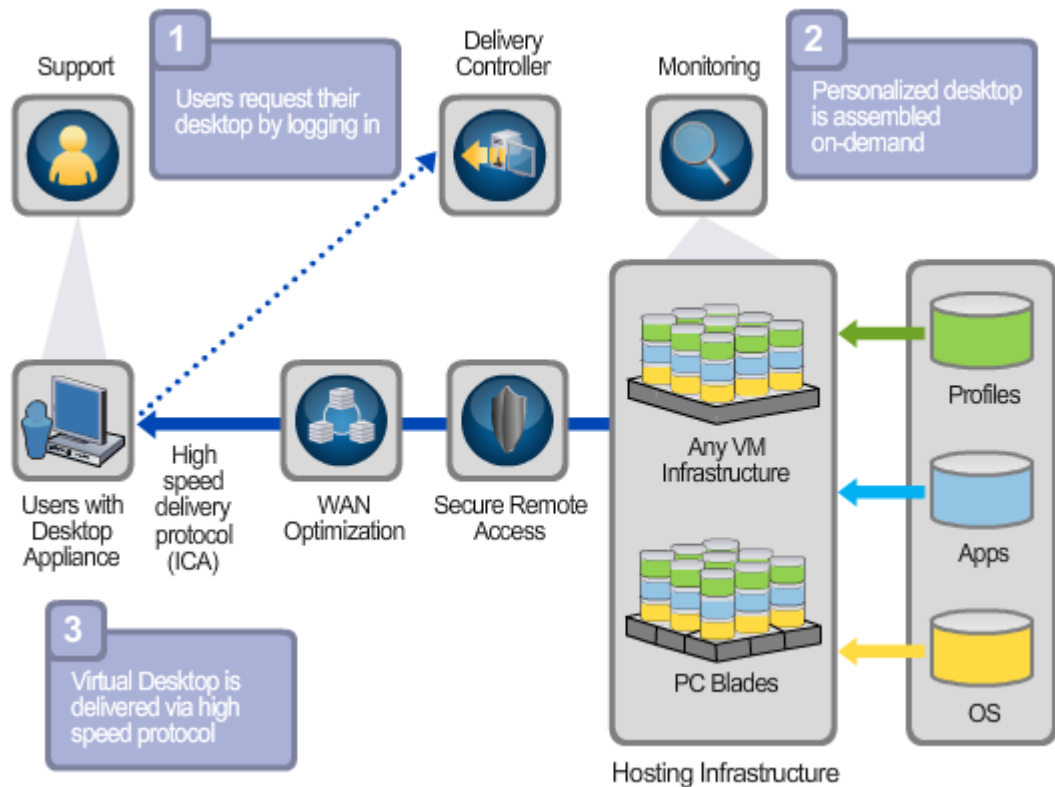 Support
1
Users request their
desktop by logging in
Delivery
Controller
Monitoring
2
Personalized desktop
is assembled
on-demand
Users with
Desktop
Appliance
High
speed
delivery
protocol
(ICA)
WAN
Optimization
Secure Remote
Access
Any VM
Infrastructure
PC Blades
Hosting Infrastructure
Profiles
Apps
OS
3
Virtual Desktop is
delivered via high
speed protocol